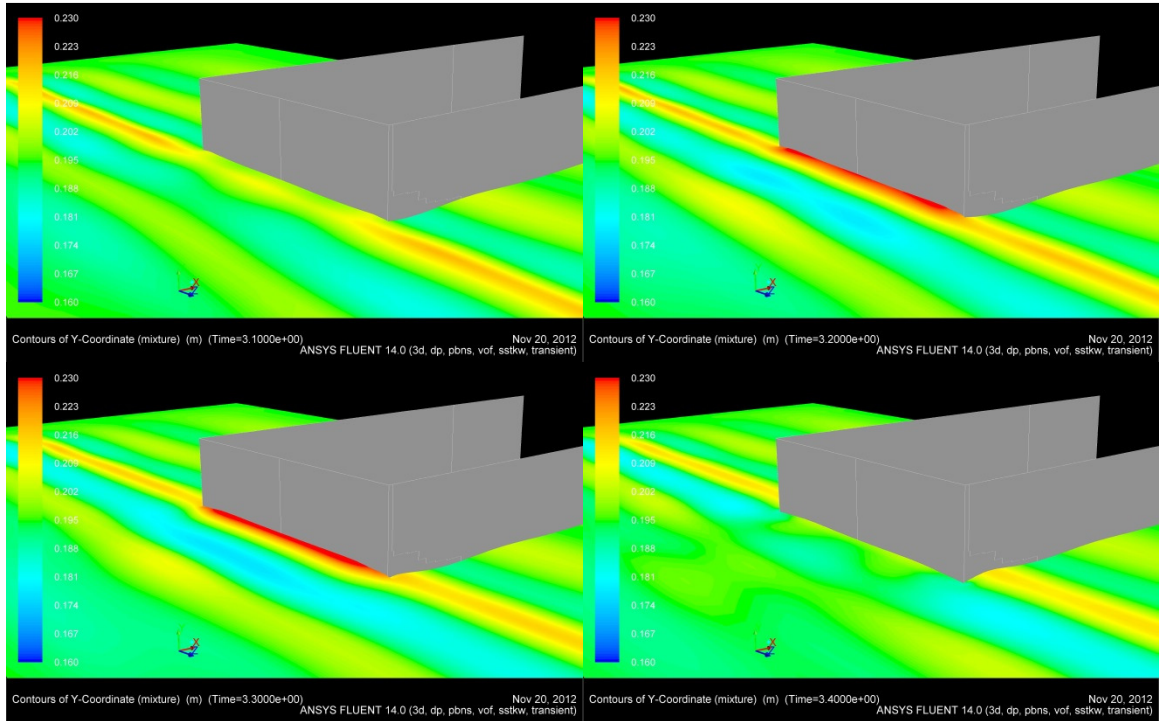 0.230
0.223
0.216
0.209
0.202
0.195
0.188
0.181
0.174
0.167
0.160
Y
X
Z
Contours of Y-Coordinate (mixture) (m) (Time=3.1000e+00)
Nov 20, 2012
ANSYS FLUENT 14.0 (3d, dp, pbns, vof, sstkw, transient)
0.230
0.223
0.216
0.209
0.202
0.195
0.188
0.181
0.174
0.167
0.160
Y
X
Z
Contours of Y-Coordinate (mixture) (m) (Time=3.2000e+00)
Nov 20, 2012
ANSYS FLUENT 14.0 (3d, dp, pbns, vof, sstkw, transient)
0.230
0.223
0.216
0.209
0.202
0.195
0.188
0.181
0.174
0.167
0.160
Y
X
Z
Contours of Y-Coordinate (mixture) (m) (Time=3.3000e+00)
Nov 20, 2012
ANSYS FLUENT 14.0 (3d, dp, pbns, vof, sstkw, transient)
0.230
0.223
0.216
0.209
0.202
0.195
0.188
0.181
0.174
0.167
0.160
Y
X
Z
Contours of Y-Coordinate (mixture) (m) (Time=3.4000e+00)
Nov 20, 2012
ANSYS FLUENT 14.0 (3d, dp, pbns, vof, sstkw, transient)